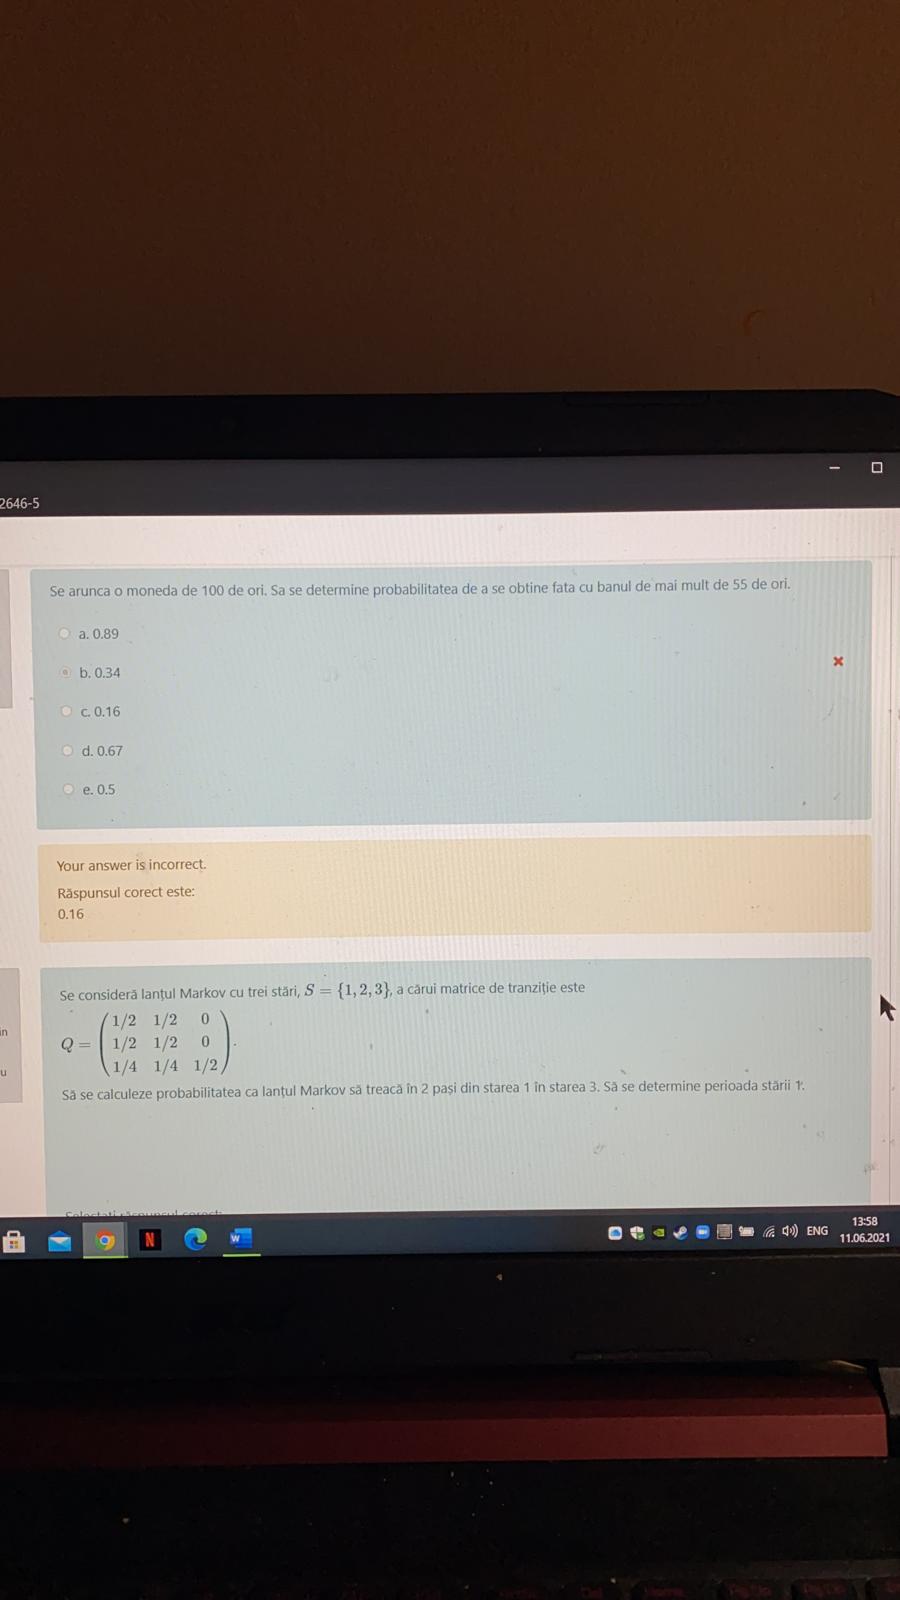 2646-5
Se arunca o moneda de 100 de ori. Sa se determine probabilitatea de a se obtine fata cu banul de mai mult de 55 de ori.
a. 0.89
b. 0.34
c. 0.16
d. 0.67
e. 0.5
Your answer is incorrect.
Răspunsul corect este:
0.16
in
u
Se consideră lanțul Markov cu trei stări, S = {1, 2, 3}, a cărui matrice de tranziție este
1/2 1/2 0
Q = 1/2 1/2 0 .
1/4 1/4 1/2
Să se calculeze probabilitatea ca lanțul Markov să treacă în 2 pași din starea 1 în starea 3. Să se determine perioada stării 1.
N
W
ENG
13:58
11.06.2021